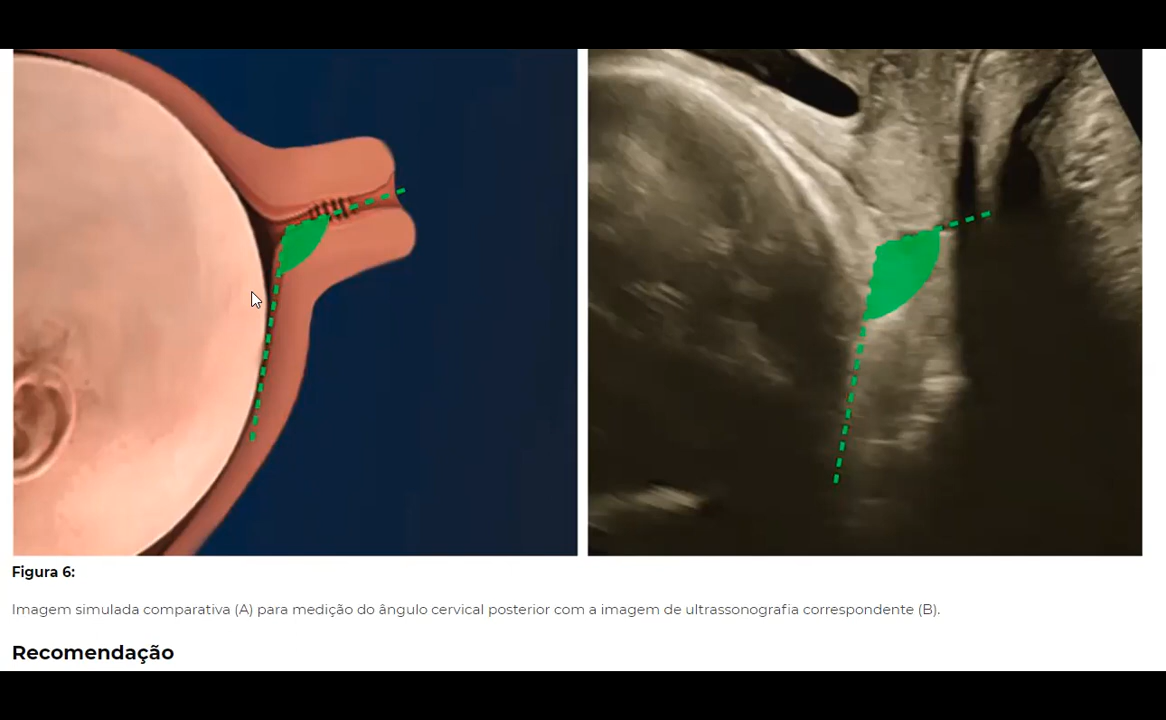 Figura 6:
Imagem simulada comparativa (A) para medição do ângulo cervical posterior com a imagem de ultrassonografia correspondente (B).
Recomendação